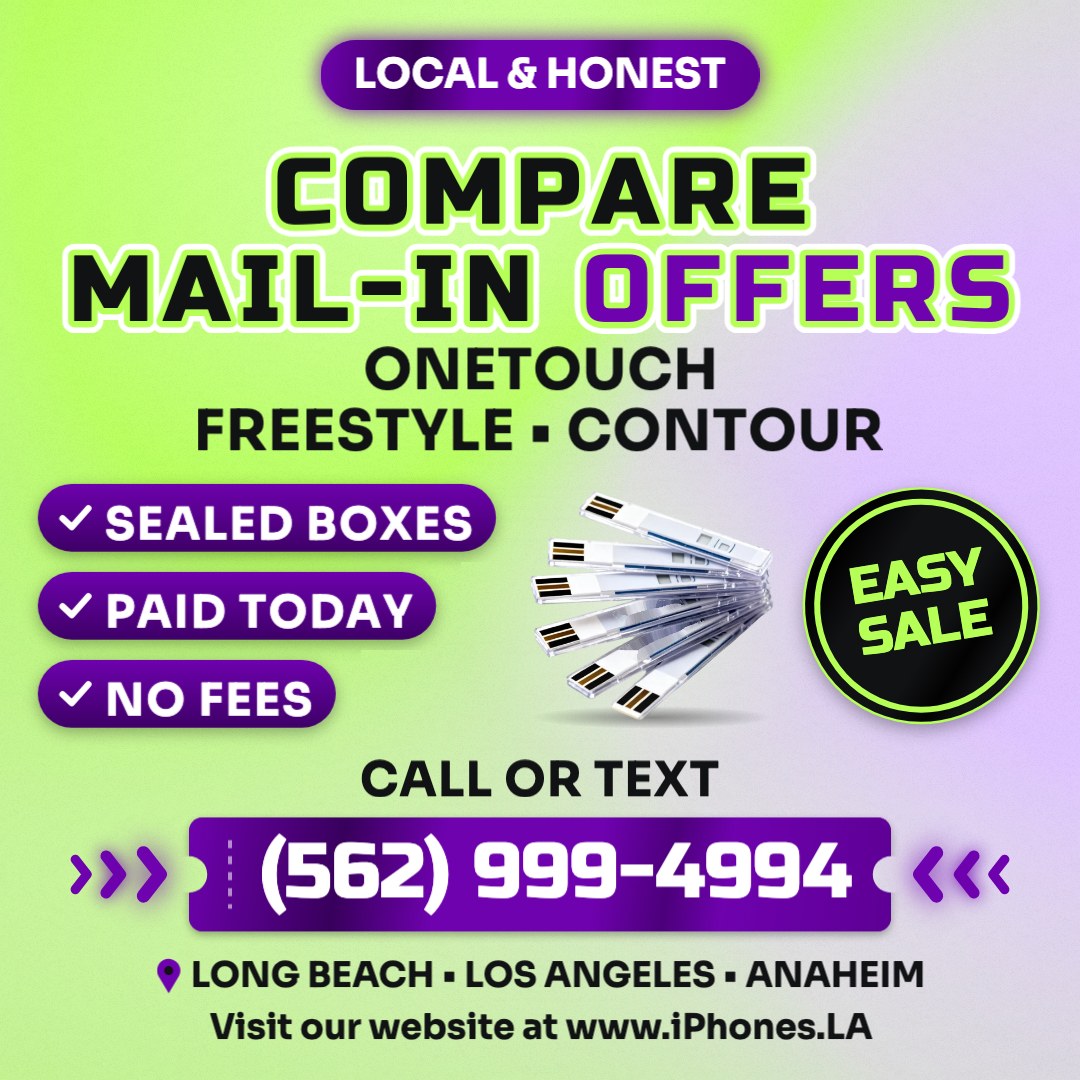 LOCAL & HONEST
COMPARE
MAIL-IN OFFERS
ONETOUCH
FREESTYLE ▪ CONTOUR
SEALED BOXES
PAID TODAY
NO FEES
EASY
SALE
CALL OR TEXT
(562) 999-4994
LONG BEACH ▪ LOS ANGELES ▪ ANAHEIM
Visit our website at www.iPhones.LA